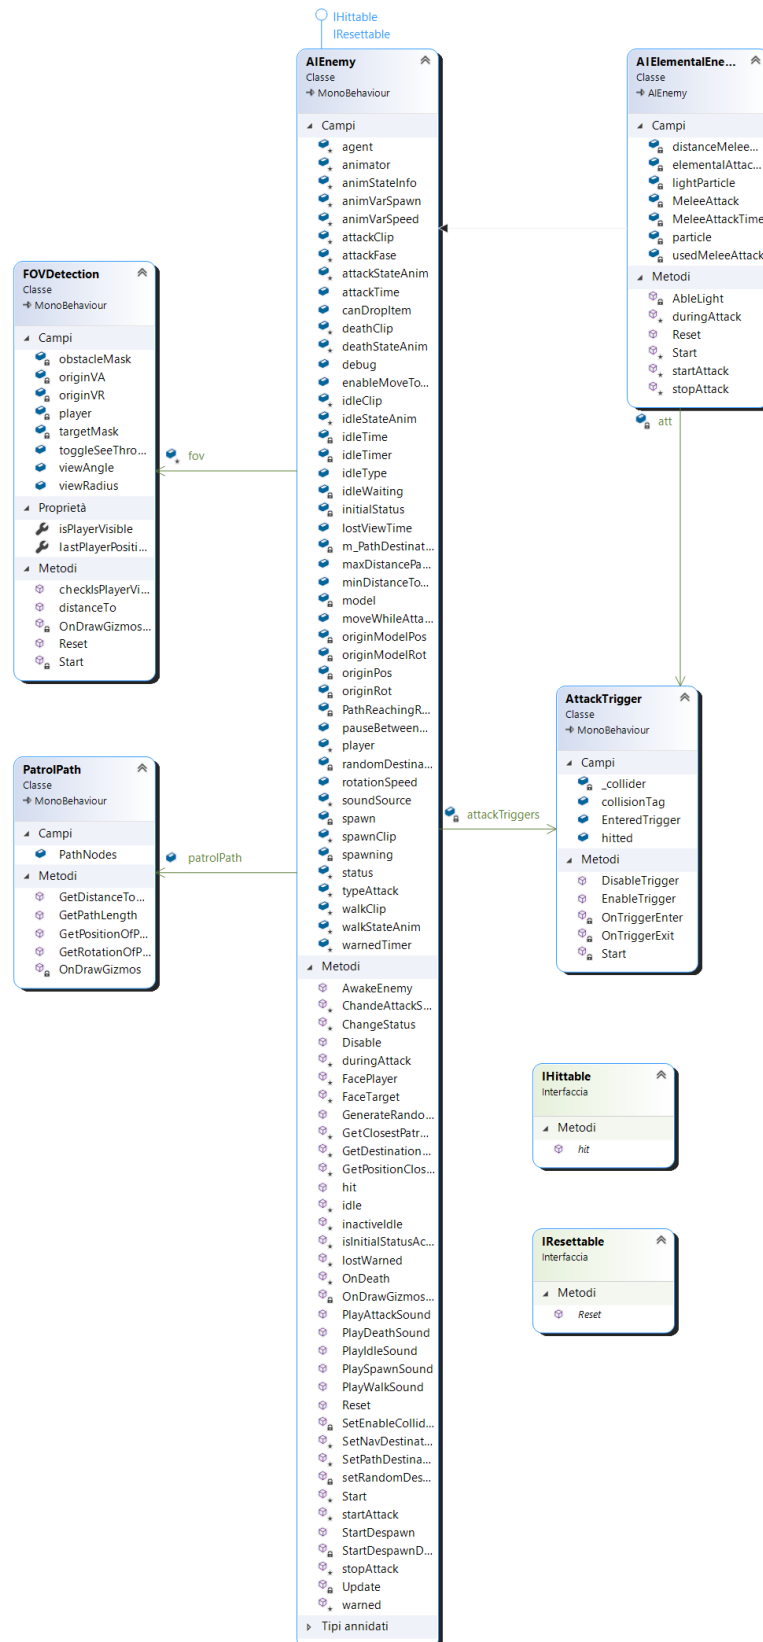 IHittable
IResettable
AIEnemy
Classe
MonoBehaviour
Campi
agent
animator
animStateInfo
animVarSpawn
animVarSpeed
attackClip
attackFase
attackStateAnim
attackTime
canDropItem
deathClip
deathStateAnim
debug
enableMoveTo...
idleClip
idleStateAnim
idleTime
idleTimer
idleType
idleWaiting
initialStatus
lostViewTime
m_PathDestinat...
maxDistancePa...
minDistanceTo...
model
moveWhileAtta...
originModelPos
originModelRot
originPos
originRot
PathReachingR...
pauseBetween...
player
randomDestina...
rotationSpeed
soundSource
spawn
spawnClip
spawning
status
typeAttack
walkClip
walkStateAnim
warnedTimer
Metodi
AwakeEnemy
ChandeAttackS...
ChangeStatus
Disable
duringAttack
FacePlayer
FaceTarget
GenerateRando...
GetClosestPatr...
GetDestination...
GetPositionClos...
hit
idle
inactiveIdle
isInitialStatusAc...
lostWarned
OnDeath
OnDrawGizmos...
PlayAttackSound
PlayDeathSound
PlayIdleSound
PlaySpawnSound
PlayWalkSound
Reset
SetEnableCollid...
SetNavDestinat...
SetPathDestina...
setRandomDes...
Start
startAttack
StartDespawn
StartDespawnD...
stopAttack
Update
warned
Tipi annidati
AIElementalEne...
Classe
AIEnemy
Campi
distanceMelee...
elementalAttac...
lightParticle
MeleeAttack
MeleeAttackTime
particle
usedMeleeAttack
Metodi
AbleLight
duringAttack
Reset
Start
startAttack
stopAttack
att
FOVDetection
Classe
MonoBehaviour
Campi
obstacleMask
originVA
originVR
player
targetMask
toggleSeeThro...
viewAngle
viewRadius
Proprietà
isPlayerVisible
lastPlayerPositi...
Metodi
checkIsPlayerVi...
distanceTo
OnDrawGizmos...
Reset
Start
fov
PatrolPath
Classe
MonoBehaviour
Campi
PathNodes
Metodi
GetDistanceTo...
GetPathLength
GetPositionOfP...
GetRotationOfP...
OnDrawGizmos
patrolPath
attackTriggers
AttackTrigger
Classe
MonoBehaviour
Campi
_collider
collisionTag
EnteredTrigger
hitted
Metodi
DisableTrigger
EnableTrigger
OnTriggerEnter
OnTriggerExit
Start
IHittable
Interfaccia
Metodi
hit
IResettable
Interfaccia
Metodi
Reset